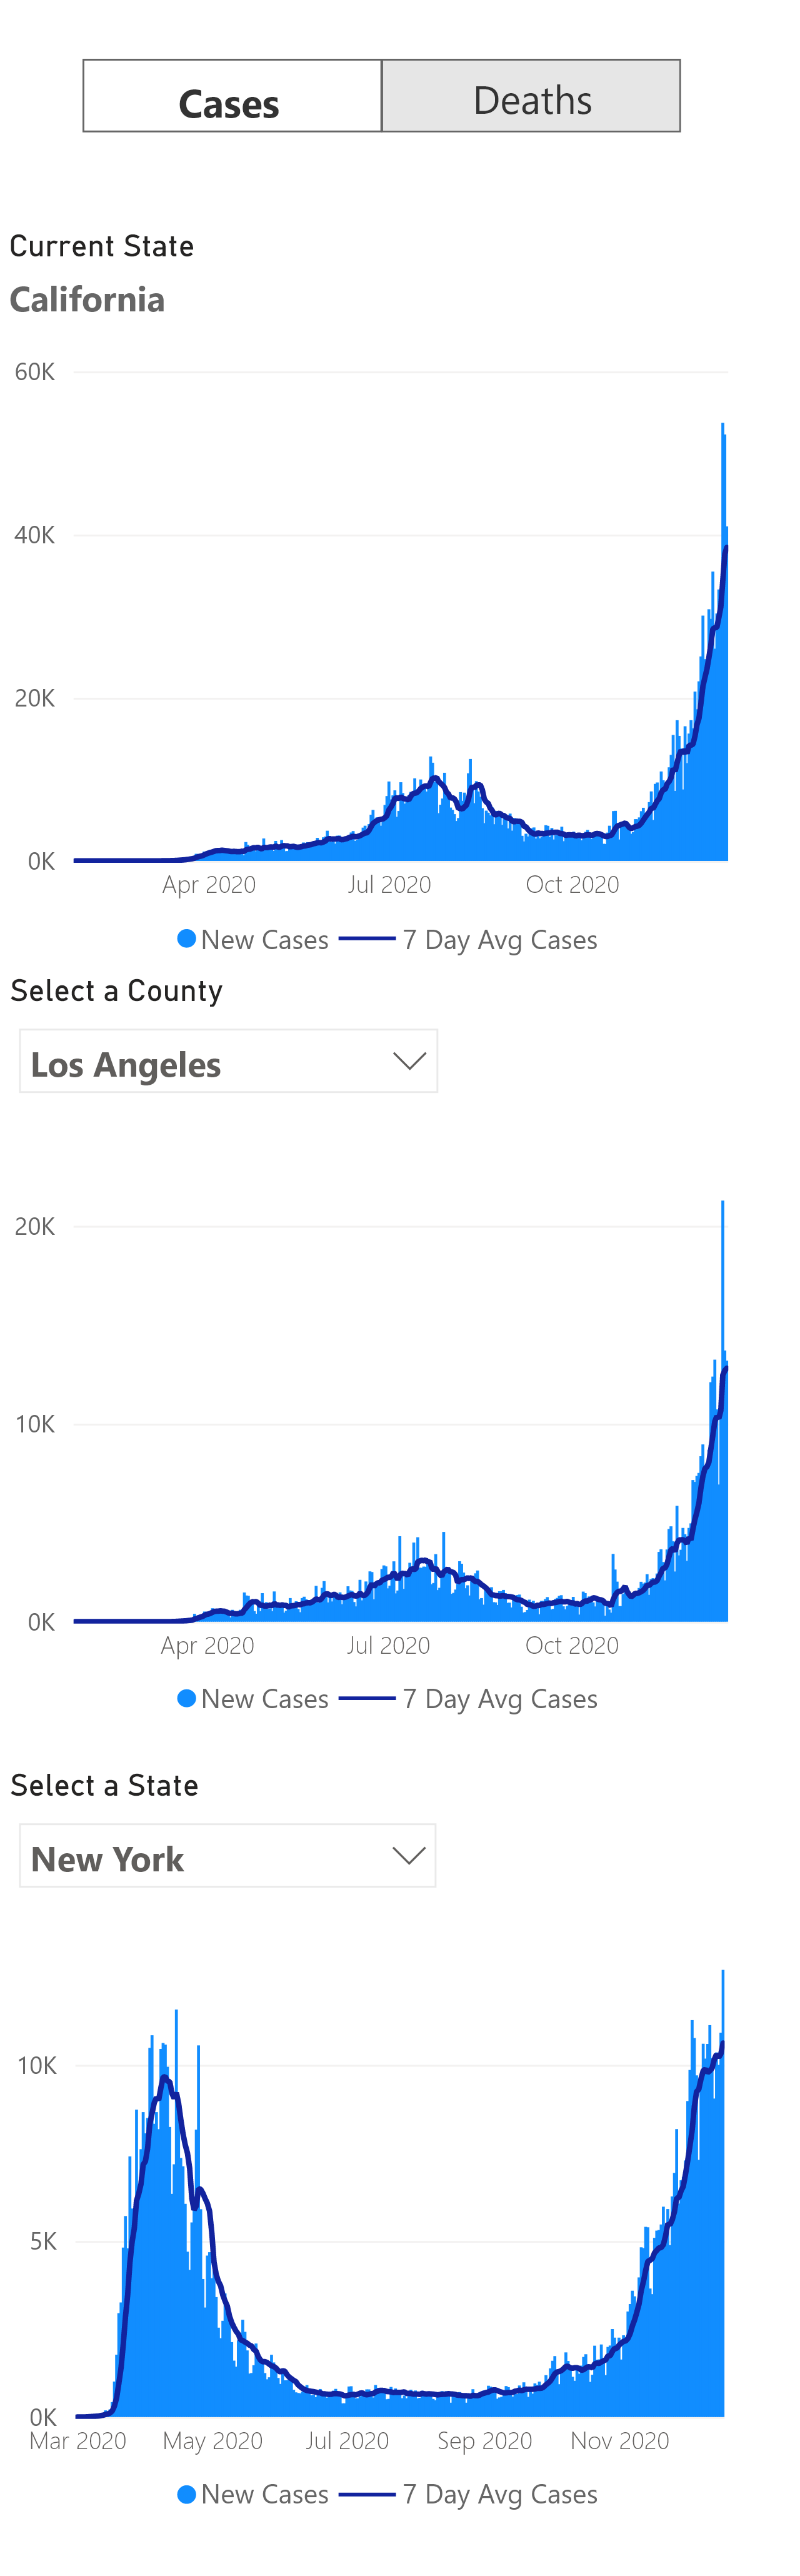 Cases Deaths
Current State
California
60K
40K
20K
0K
Apr 2020 Jul 2020 Oct 2020
New Cases 7 Day Avg Cases
Select a County
Los Angeles
20K
10K
0K
Apr 2020 Jul 2020 Oct 2020
New Cases 7 Day Avg Cases
Select a State
New York
10K
5K
0K
Mar 2020 May 2020 Jul 2020 Sep 2020 Nov 2020
New Cases 7 Day Avg Cases